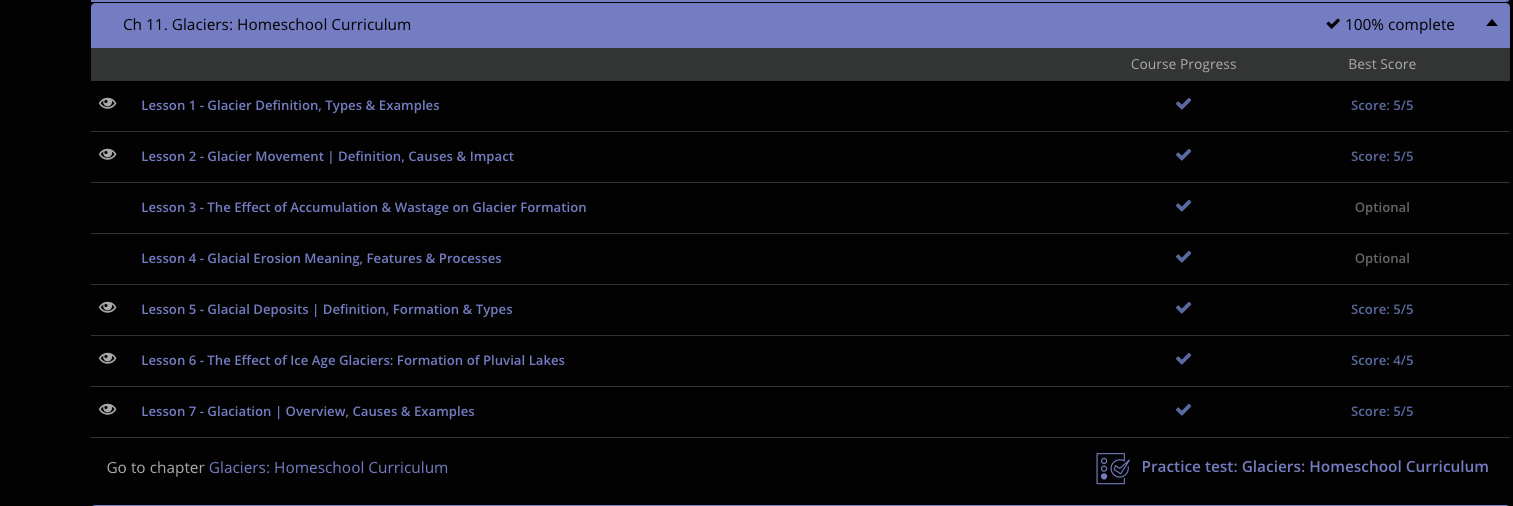 Ch 11. Glaciers: Homeschool Curriculum 100% complete
Course Progress Best Score
Lesson 1 - Glacier Definition, Types & Examples Score: 5/5
Lesson 2 - Glacier Movement | Definition, Causes & Impact Score: 5/5
Lesson 3 - The Effect of Accumulation & Wastage on Glacier Formation Optional
Lesson 4 - Glacial Erosion Meaning, Features & Processes Optional
Lesson 5 - Glacial Deposits | Definition, Formation & Types Score: 5/5
Lesson 6 - The Effect of Ice Age Glaciers: Formation of Pluvial Lakes Score: 4/5
Lesson 7 - Glaciation | Overview, Causes & Examples Score: 5/5
Go to chapter Glaciers: Homeschool Curriculum Practice test: Glaciers: Homeschool Curriculum